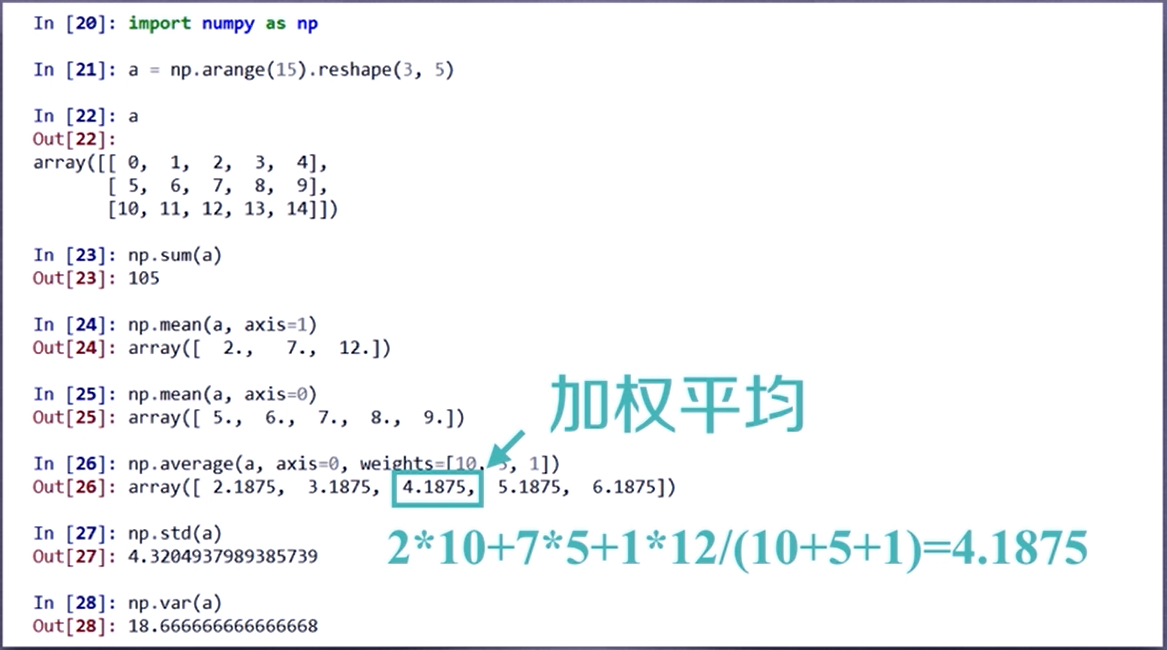 In [20]: import numpy as np
In [21]: a = np.arange(15).reshape(3, 5)
In [22]: a
Out[22]:
array([[ 0, 1, 2, 3, 4],
[ 5, 6, 7, 8, 9],
[10, 11, 12, 13, 14]])
In [23]: np.sum(a)
Out[23]: 105
In [24]: np.mean(a, axis=1)
Out[24]: array([ 2., 7., 12.])
In [25]: np.mean(a, axis=0)
Out[25]: array([ 5., 6., 7., 8., 9.])
加权平均
In [26]: np.average(a, axis=0, weights=[10, 5, 1])
Out[26]: array([ 2.1875, 3.1875, 4.1875, 5.1875, 6.1875])
In [27]: np.std(a)
Out[27]: 4.3204937989385739
2*10+7*5+1*12/(10+5+1)=4.1875
In [28]: np.var(a)
Out[28]: 18.666666666666668